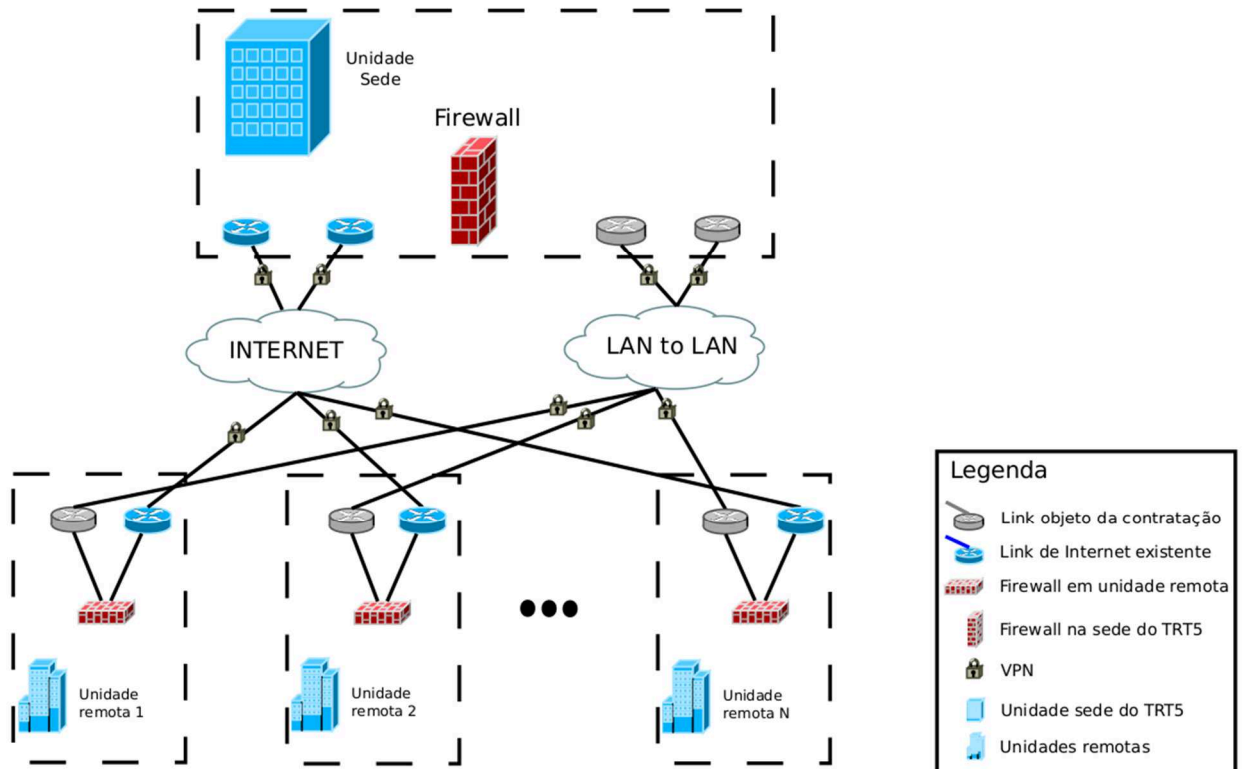 Unidade
Sede
Firewall
INTERNET
LAN to LAN
Unidade
remota 1
Unidade
remota 2
Unidade
remota N
Legenda
Link objeto da contratação
Link de Internet existente
Firewall em unidade remota
Firewall na sede do TRT5
VPN
Unidade sede do TRT5
Unidades remotas